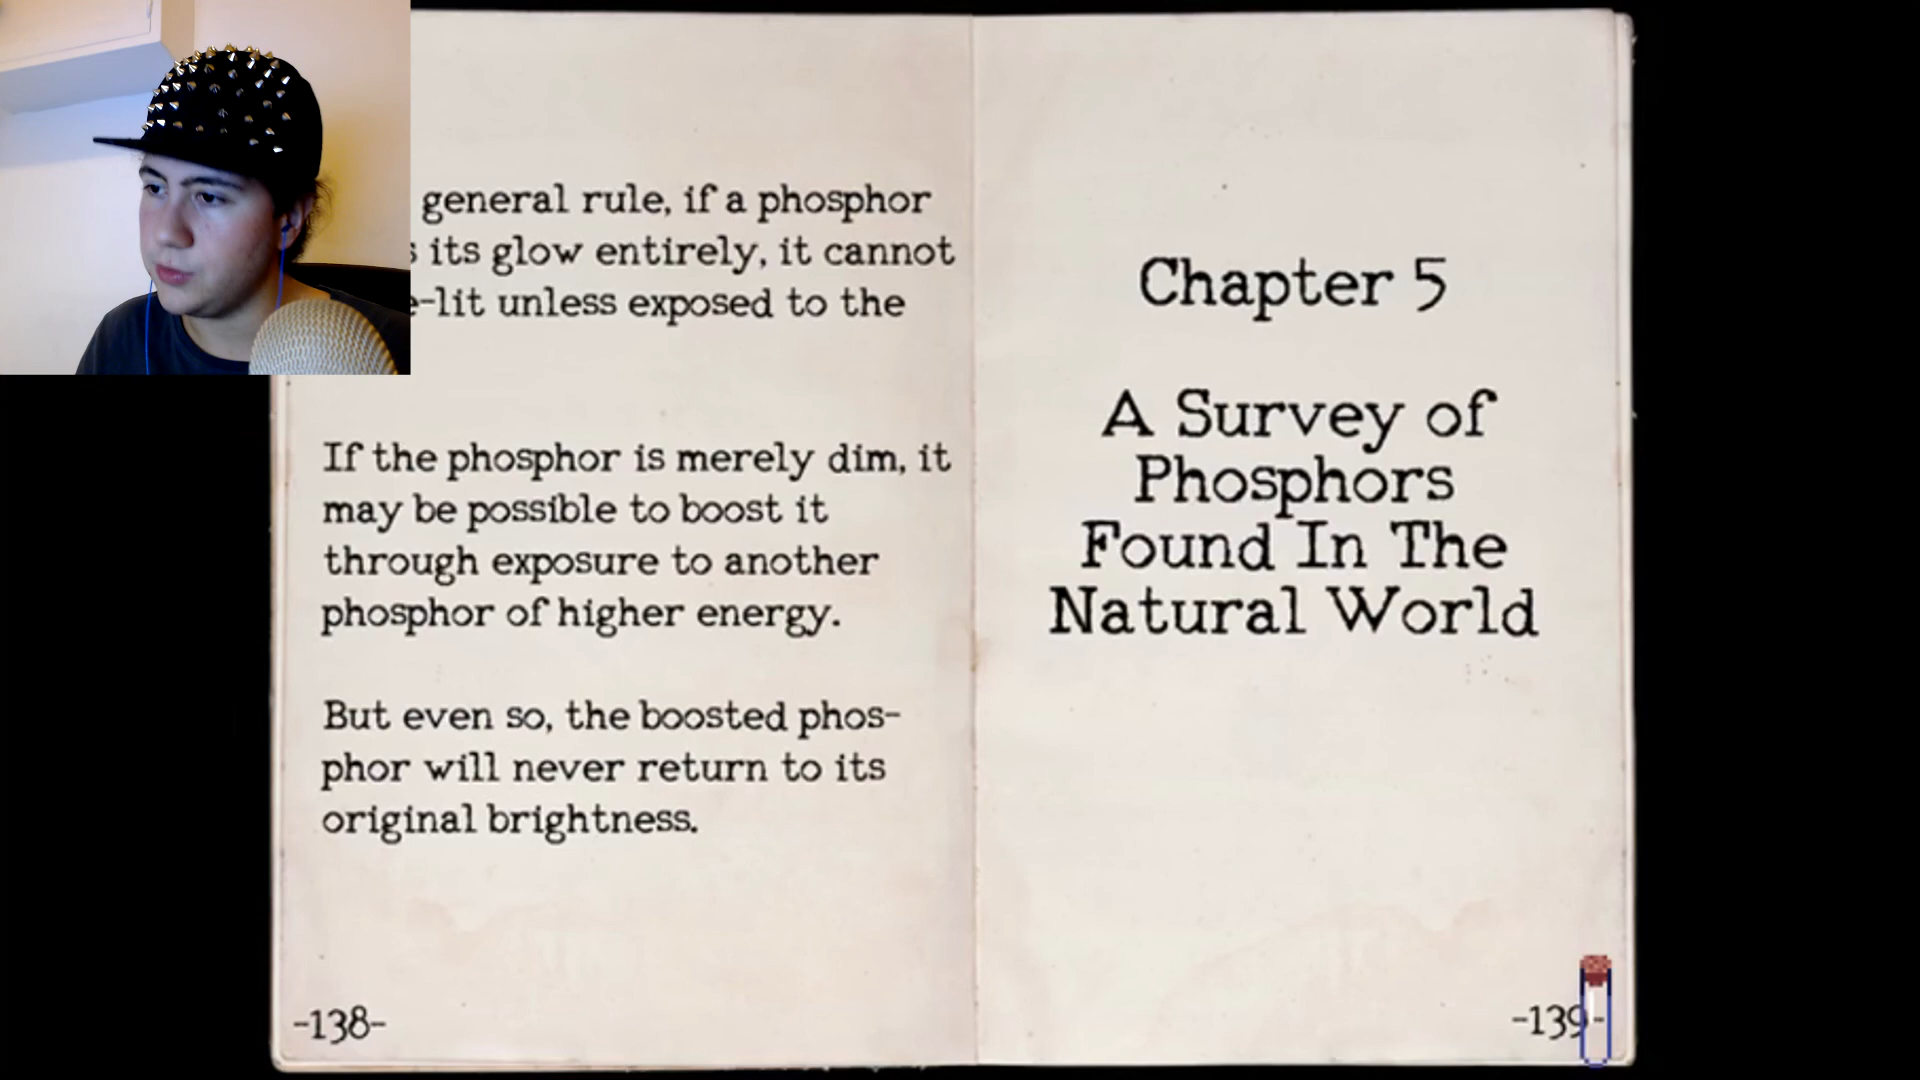 general rule, if a phosphor
its glow entirely, it cannot
-lit unless exposed to the
If the phosphor is merely dim, it
may be possible to boost it
through exposure to another
phosphor of higher energy.
But even so, the boosted phos-
phor will never return to its
original brightness.
-138-
Chapter 5
A Survey of
Phosphors
Found In The
Natural World
-139-